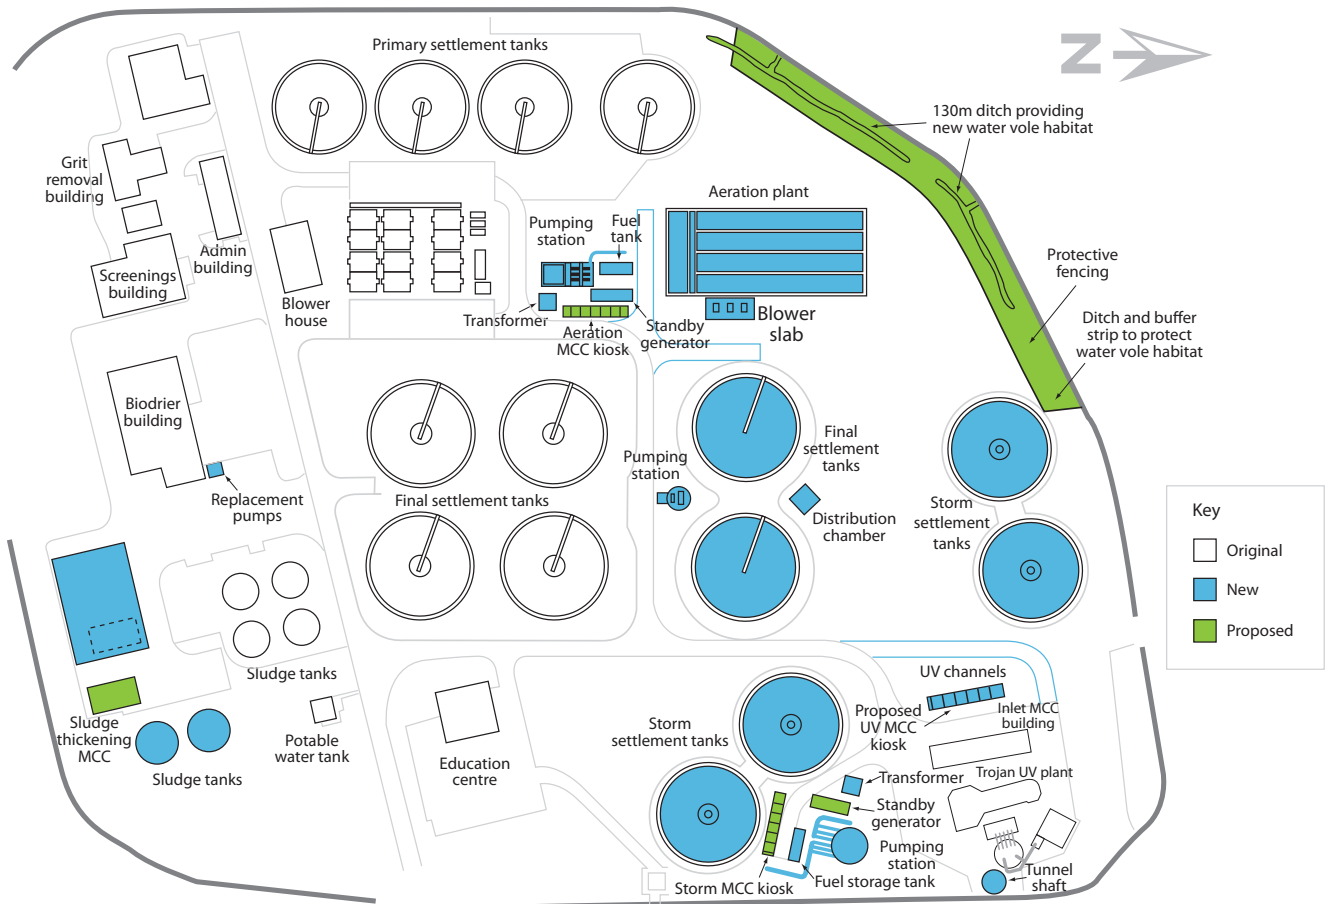 Primary settlement tanks
N
130m ditch providing
new water vole habitat
Grit
removal
building
Admin
building
Screenings
building
Blower
house
Pumping
station
Fuel
tank
Aeration plant
Transformer
Aeration
MCC kiosk
Standby
generator
Blower
slab
Protective
fencing
Ditch and buffer
strip to protect
water vole habitat
Biodrier
building
Replacement
pumps
Final settlement tanks
Pumping
station
Final
settlement
tanks
Distribution
chamber
Storm
settlement
tanks
Key
Original
New
Proposed
Sludge tanks
Sludge
thickening
MCC
Sludge tanks
Potable
water tank
Education
centre
Storm
settlement tanks
UV channels
Proposed
UV MCC
kiosk
Inlet MCC
building
Trojan UV plant
Transformer
Standby
generator
Pumping
station
Fuel storage tank
Storm MCC kiosk
Tunnel
shaft